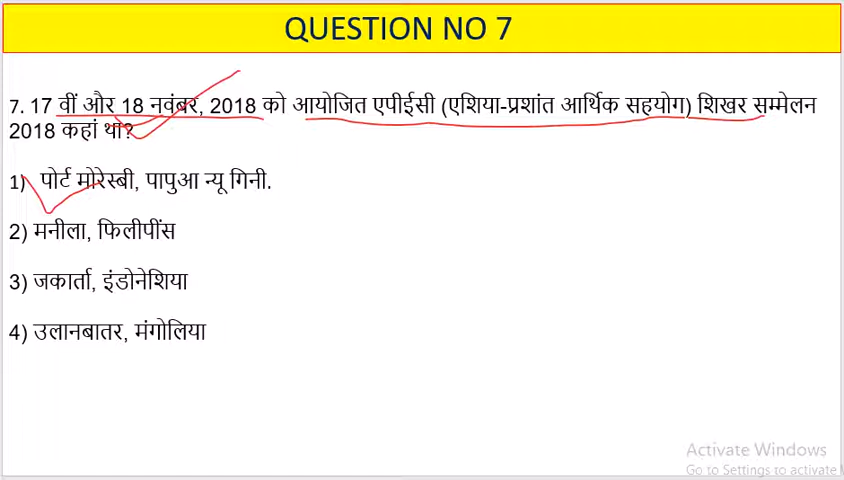 QUESTION NO 7
7. 17 वीं और 18 नवंबर, 2018 को आयोजित एपीईसी (एशिया-प्रशांत आर्थिक सहयोग) शिखर सम्मेलन
2018 कहां था?
1) पोर्ट मोरेस्बी, पापुआ न्यू गिनी.
2) मनीला, फिलीपींस
3) जकार्ता, इंडोनेशिया
4) उलानबातर, मंगोलिया
Activate Windows
Go to Settings to activate